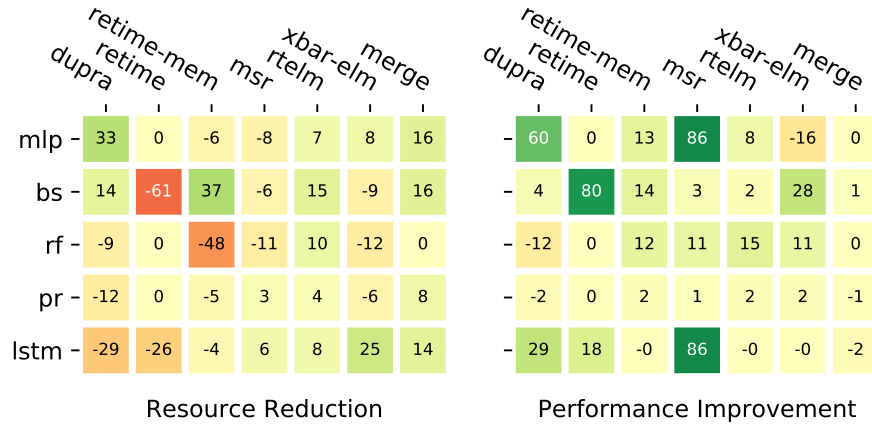 dupra retime retime-mem msr rtelm xbar-elm merge dupra retime retime-mem msr rtelm xbar-elm merge
mlp 33 0 -6 -8 7 8 16 60 0 13 86 8 -16 0
bs 14 -61 37 -6 15 -9 16 4 80 14 3 2 28 1
rf -9 0 -48 -11 10 -12 0 -12 0 12 11 15 11 0
pr -12 0 -5 3 4 -6 8 -2 0 2 1 2 2 -1
lstm -29 -26 -4 6 8 25 14 29 18 -0 86 -0 -0 -2
Resource Reduction Performance Improvement